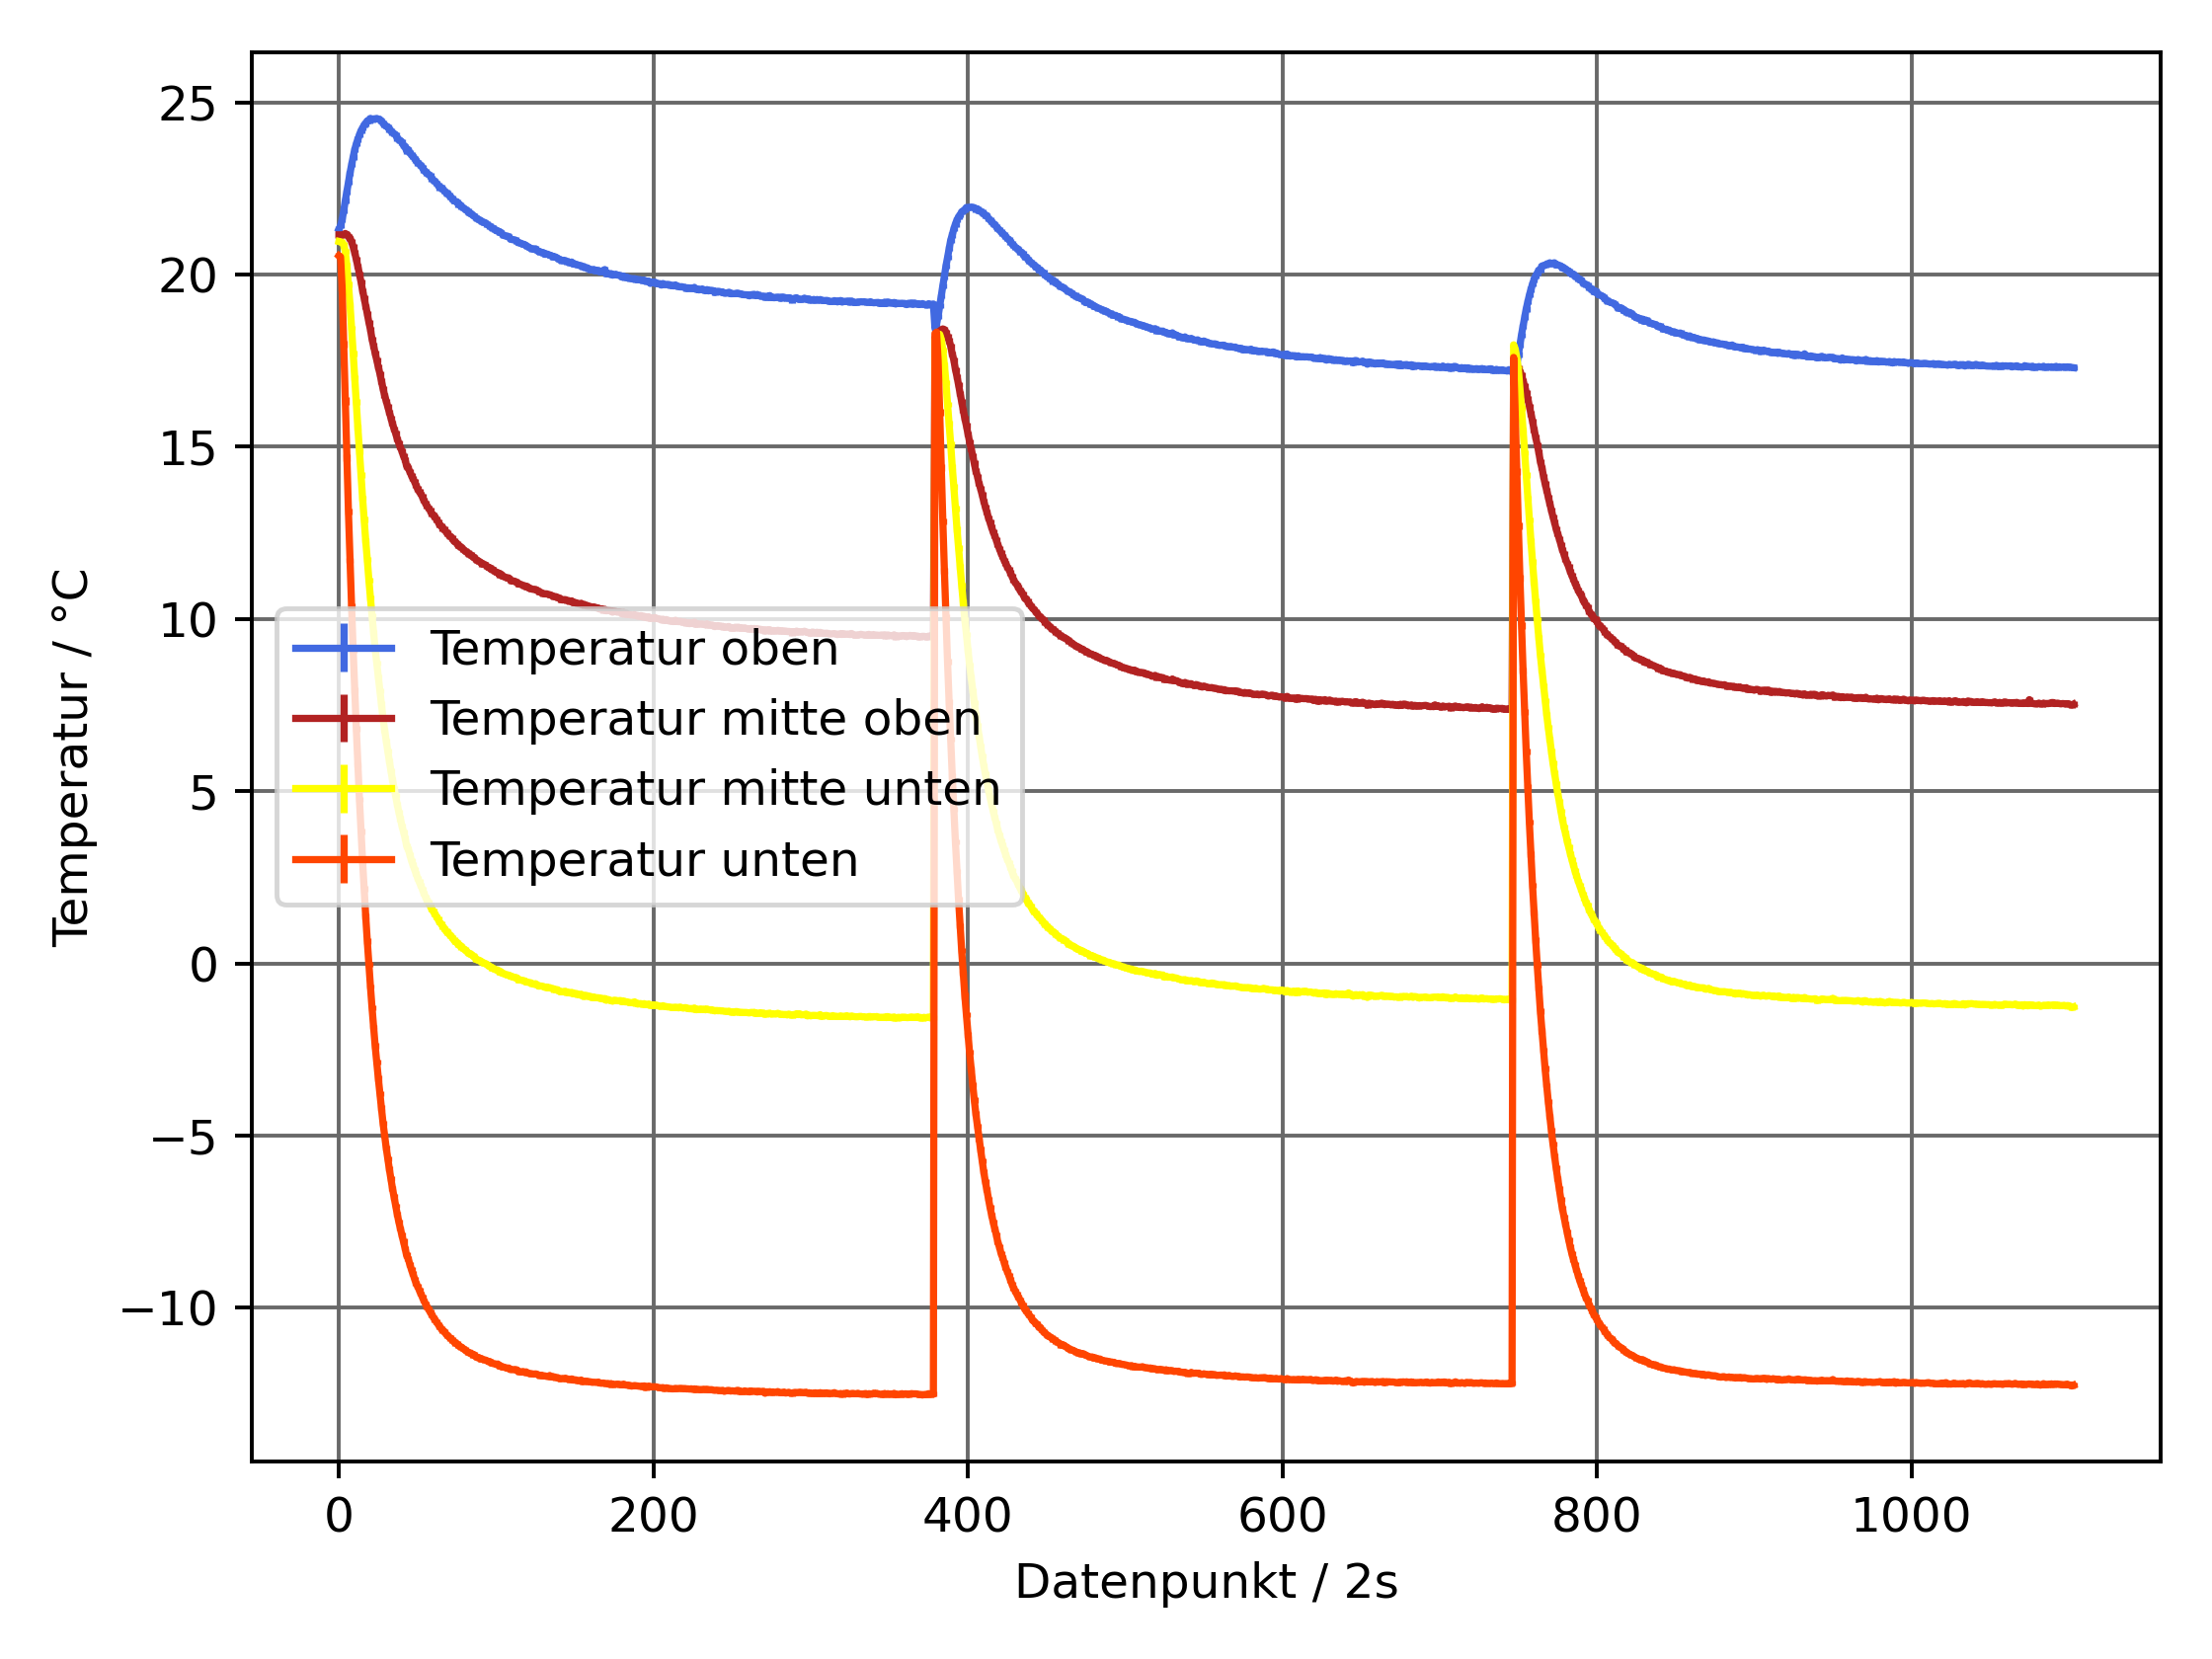 25
20
15
10
5
0
−5
−10
Temperatur / °C
Temperatur oben
Temperatur mitte oben
Temperatur mitte unten
Temperatur unten
0 200 400 600 800 1000
Datenpunkt / 2s